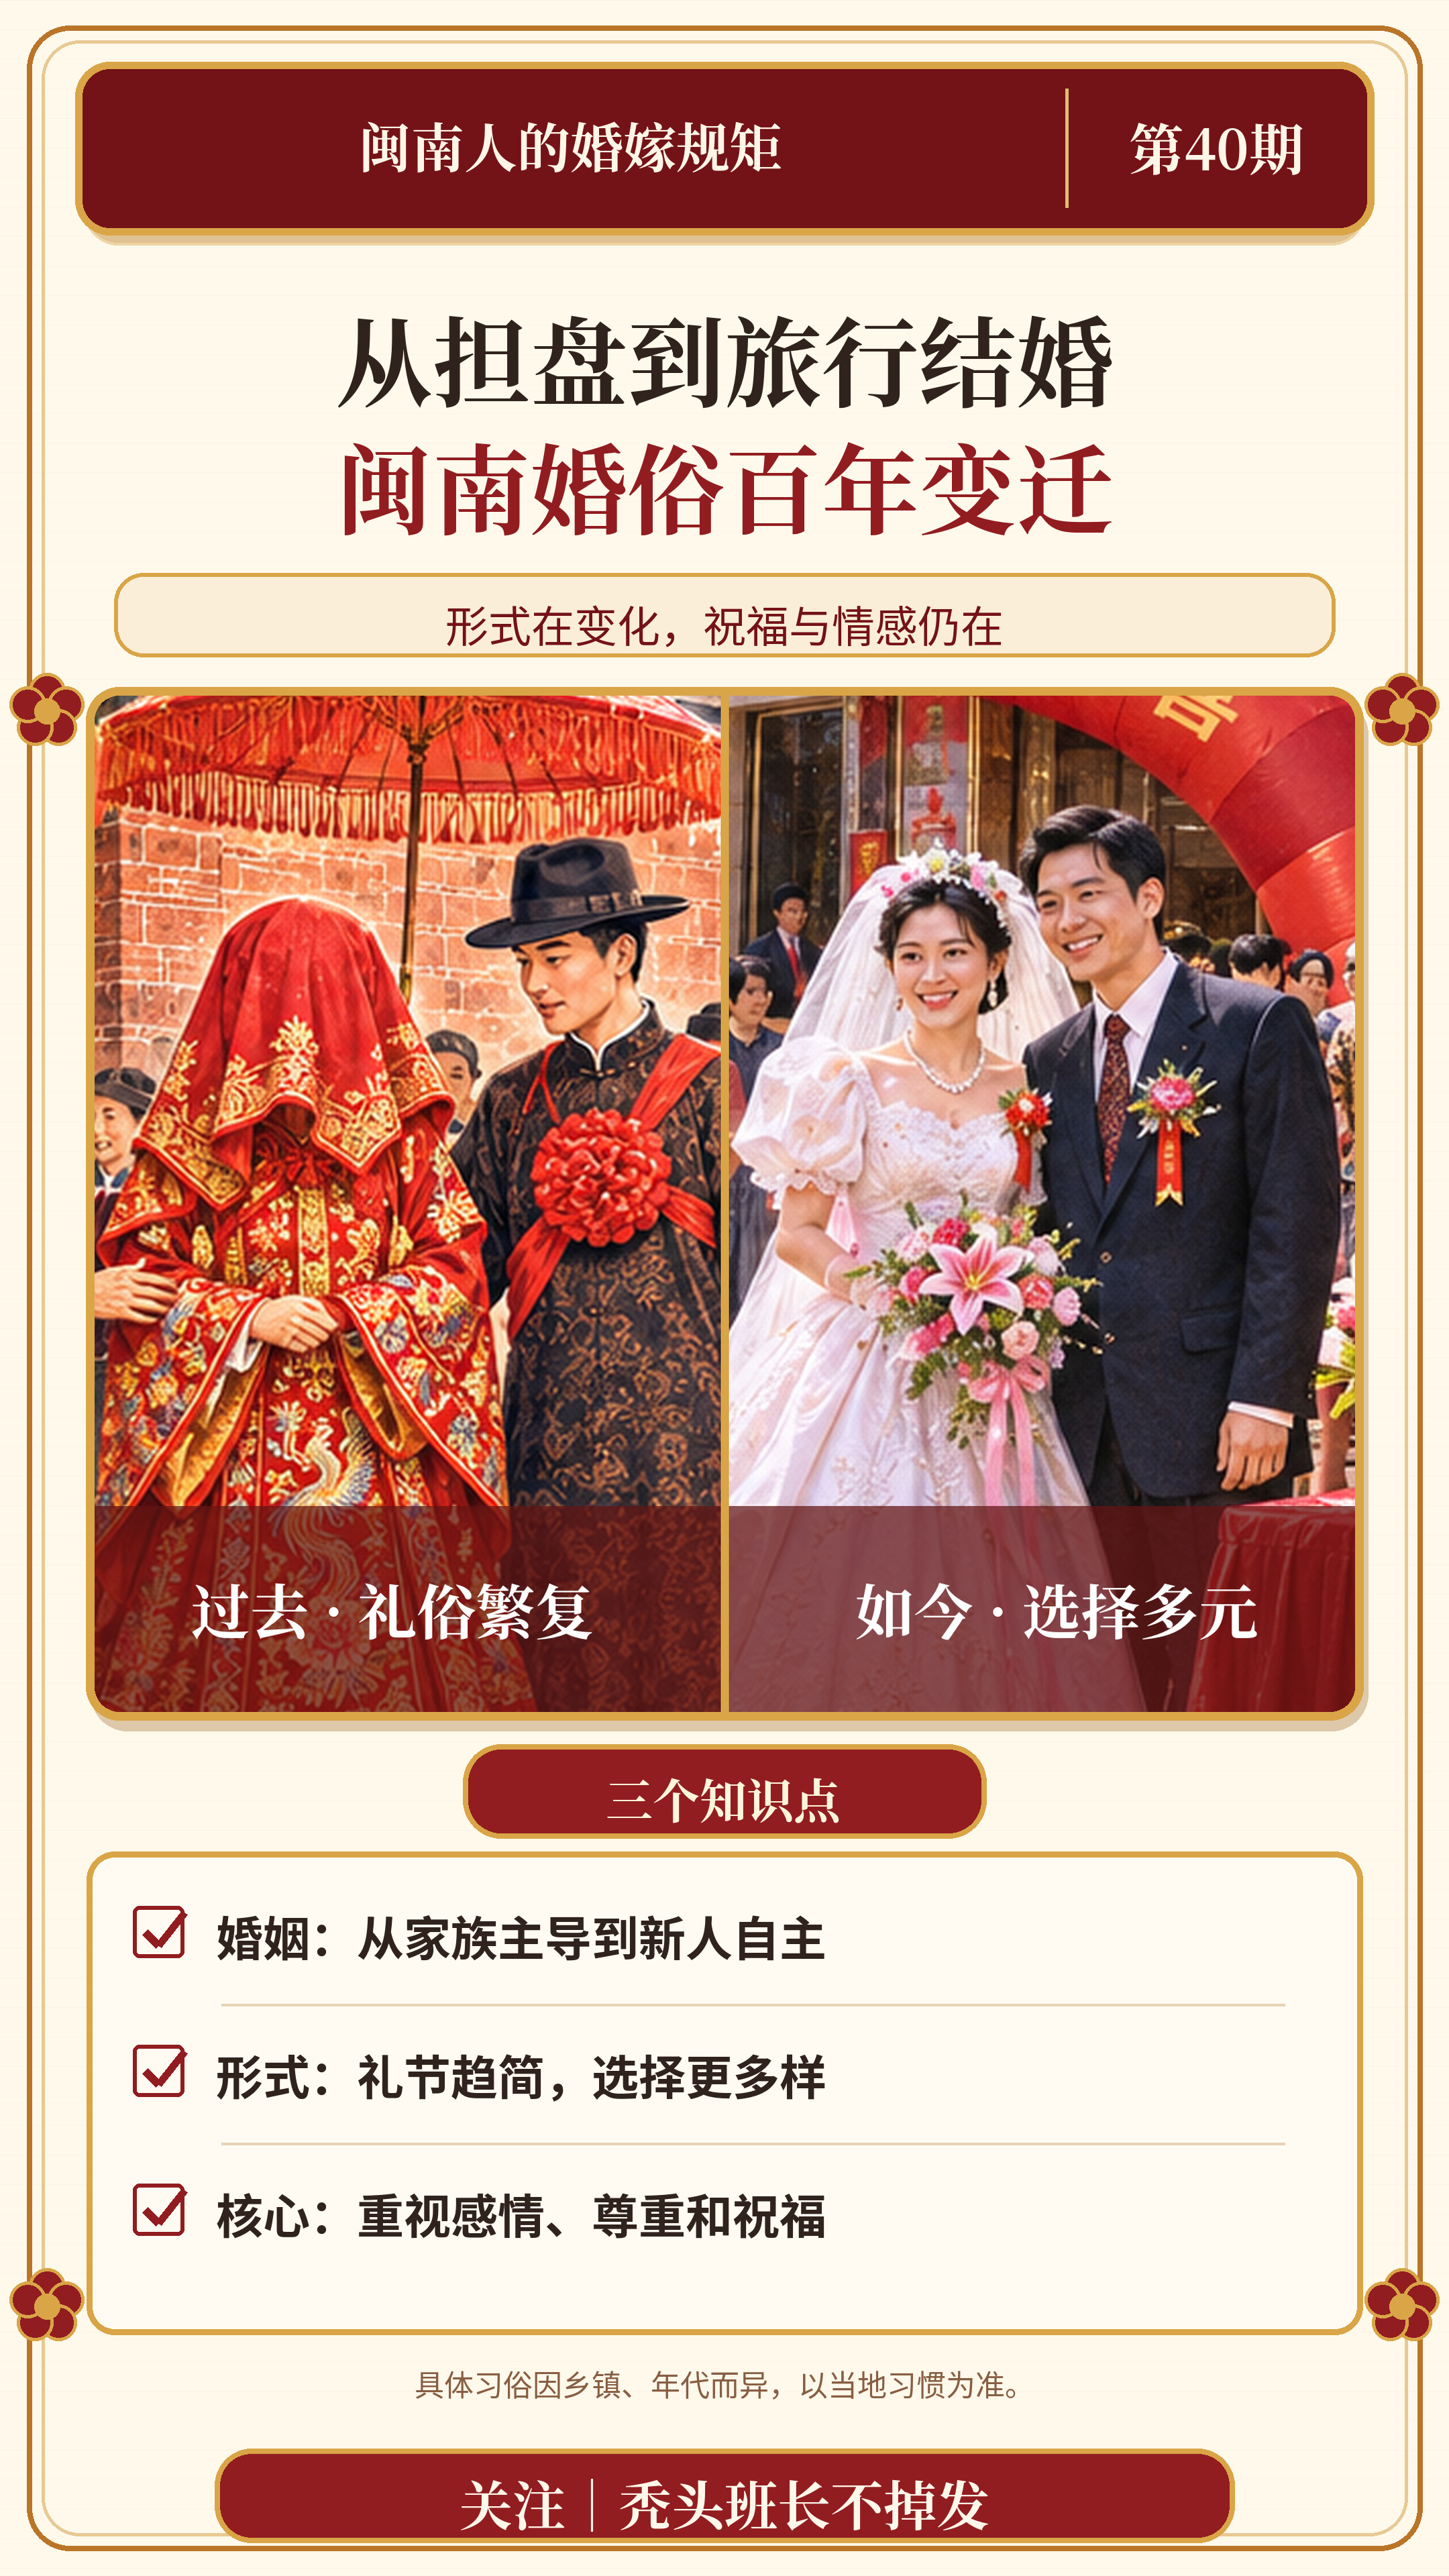 闽南人的婚嫁规矩
第40期
从担盘到旅行结婚
闽南婚俗百年变迁
形式在变化，祝福与情感仍在
过去·礼俗繁复
如今·选择多元
三个知识点
婚姻：从家族主导到新人自主
形式：礼节趋简，选择更多样
核心：重视感情、尊重和祝福
具体习俗因乡镇、年代而异，以当地习惯为准。
关注｜秃头班长不掉发